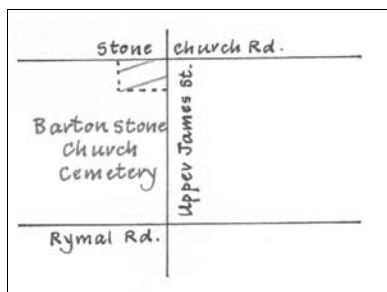 Stone Church Rd.
Upper James St.
Barton Stone
Church
Cemetery
Rymal Rd.